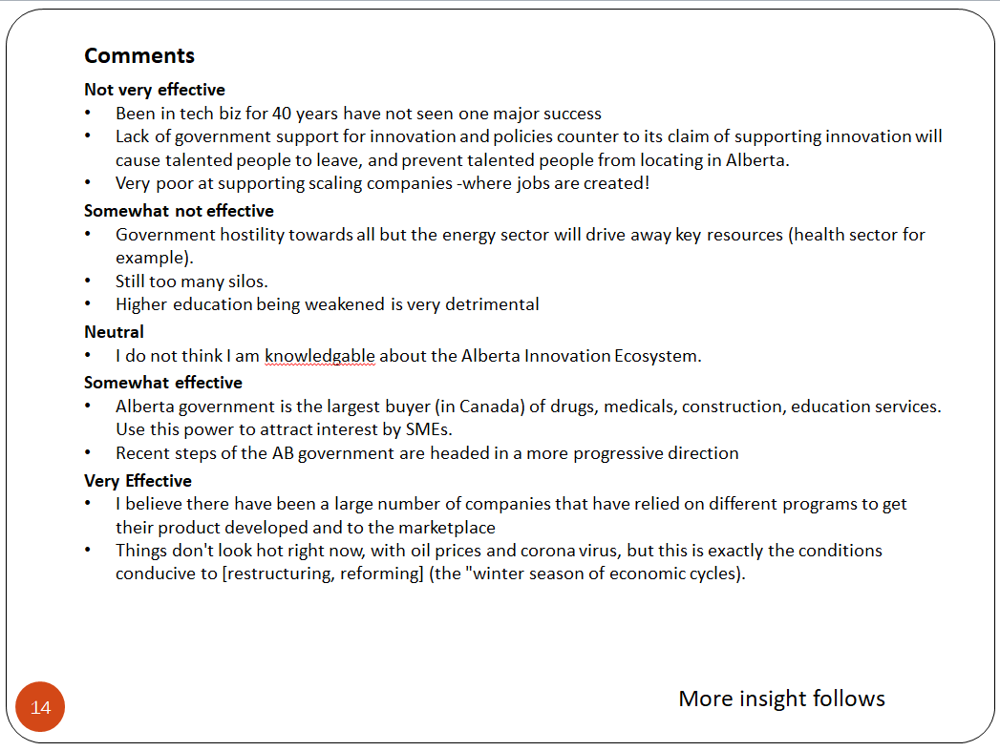 Comments
Not very effective
• Been in tech biz for 40 years have not seen one major success
• Lack of government support for innovation and policies counter to its claim of supporting innovation will
cause talented people to leave, and prevent talented people from locating in Alberta.
• Very poor at supporting scaling companies -where jobs are created!
Somewhat not effective
• Government hostility towards all but the energy sector will drive away key resources (health sector for
example).
• Still too many silos.
• Higher education being weakened is very detrimental
Neutral
• I do not think I am knowledgable about the Alberta Innovation Ecosystem.
Somewhat effective
• Alberta government is the largest buyer (in Canada) of drugs, medicals, construction, education services.
Use this power to attract interest by SMEs.
• Recent steps of the AB government are headed in a more progressive direction
Very Effective
• I believe there have been a large number of companies that have relied on different programs to get
their product developed and to the marketplace
• Things don't look hot right now, with oil prices and corona virus, but this is exactly the conditions
conducive to [restructuring, reforming] (the "winter season of economic cycles).
More insight follows
14